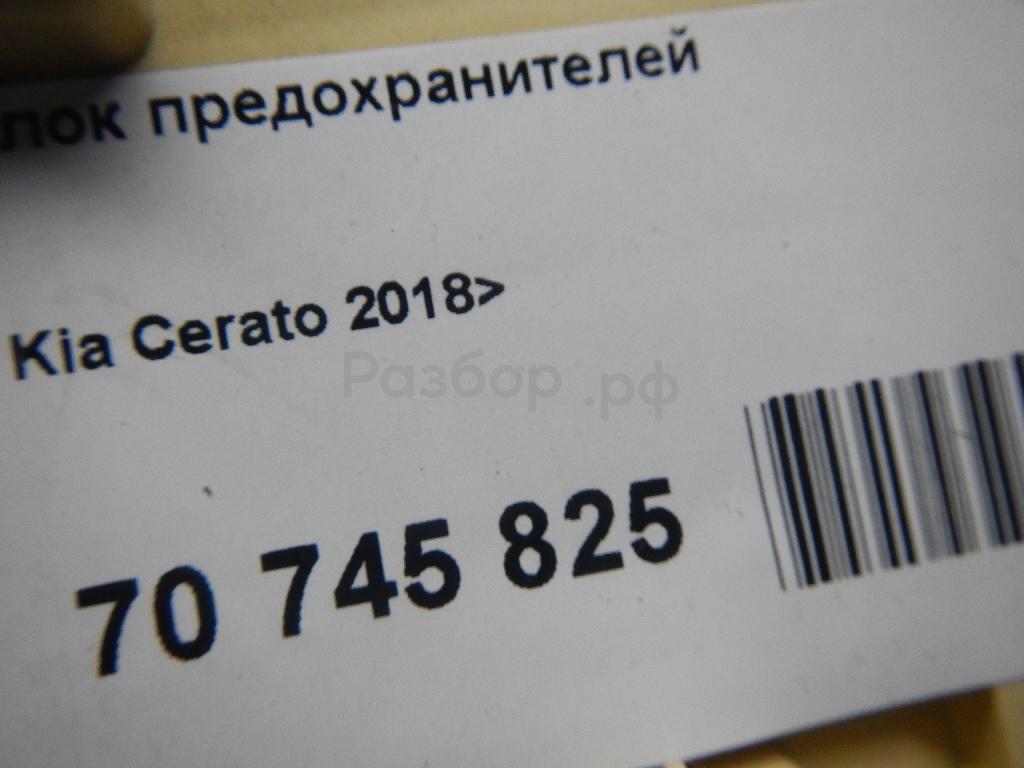 лок предохранителей
Kia Cerato 2018>
Разбор.рф
70 745 825